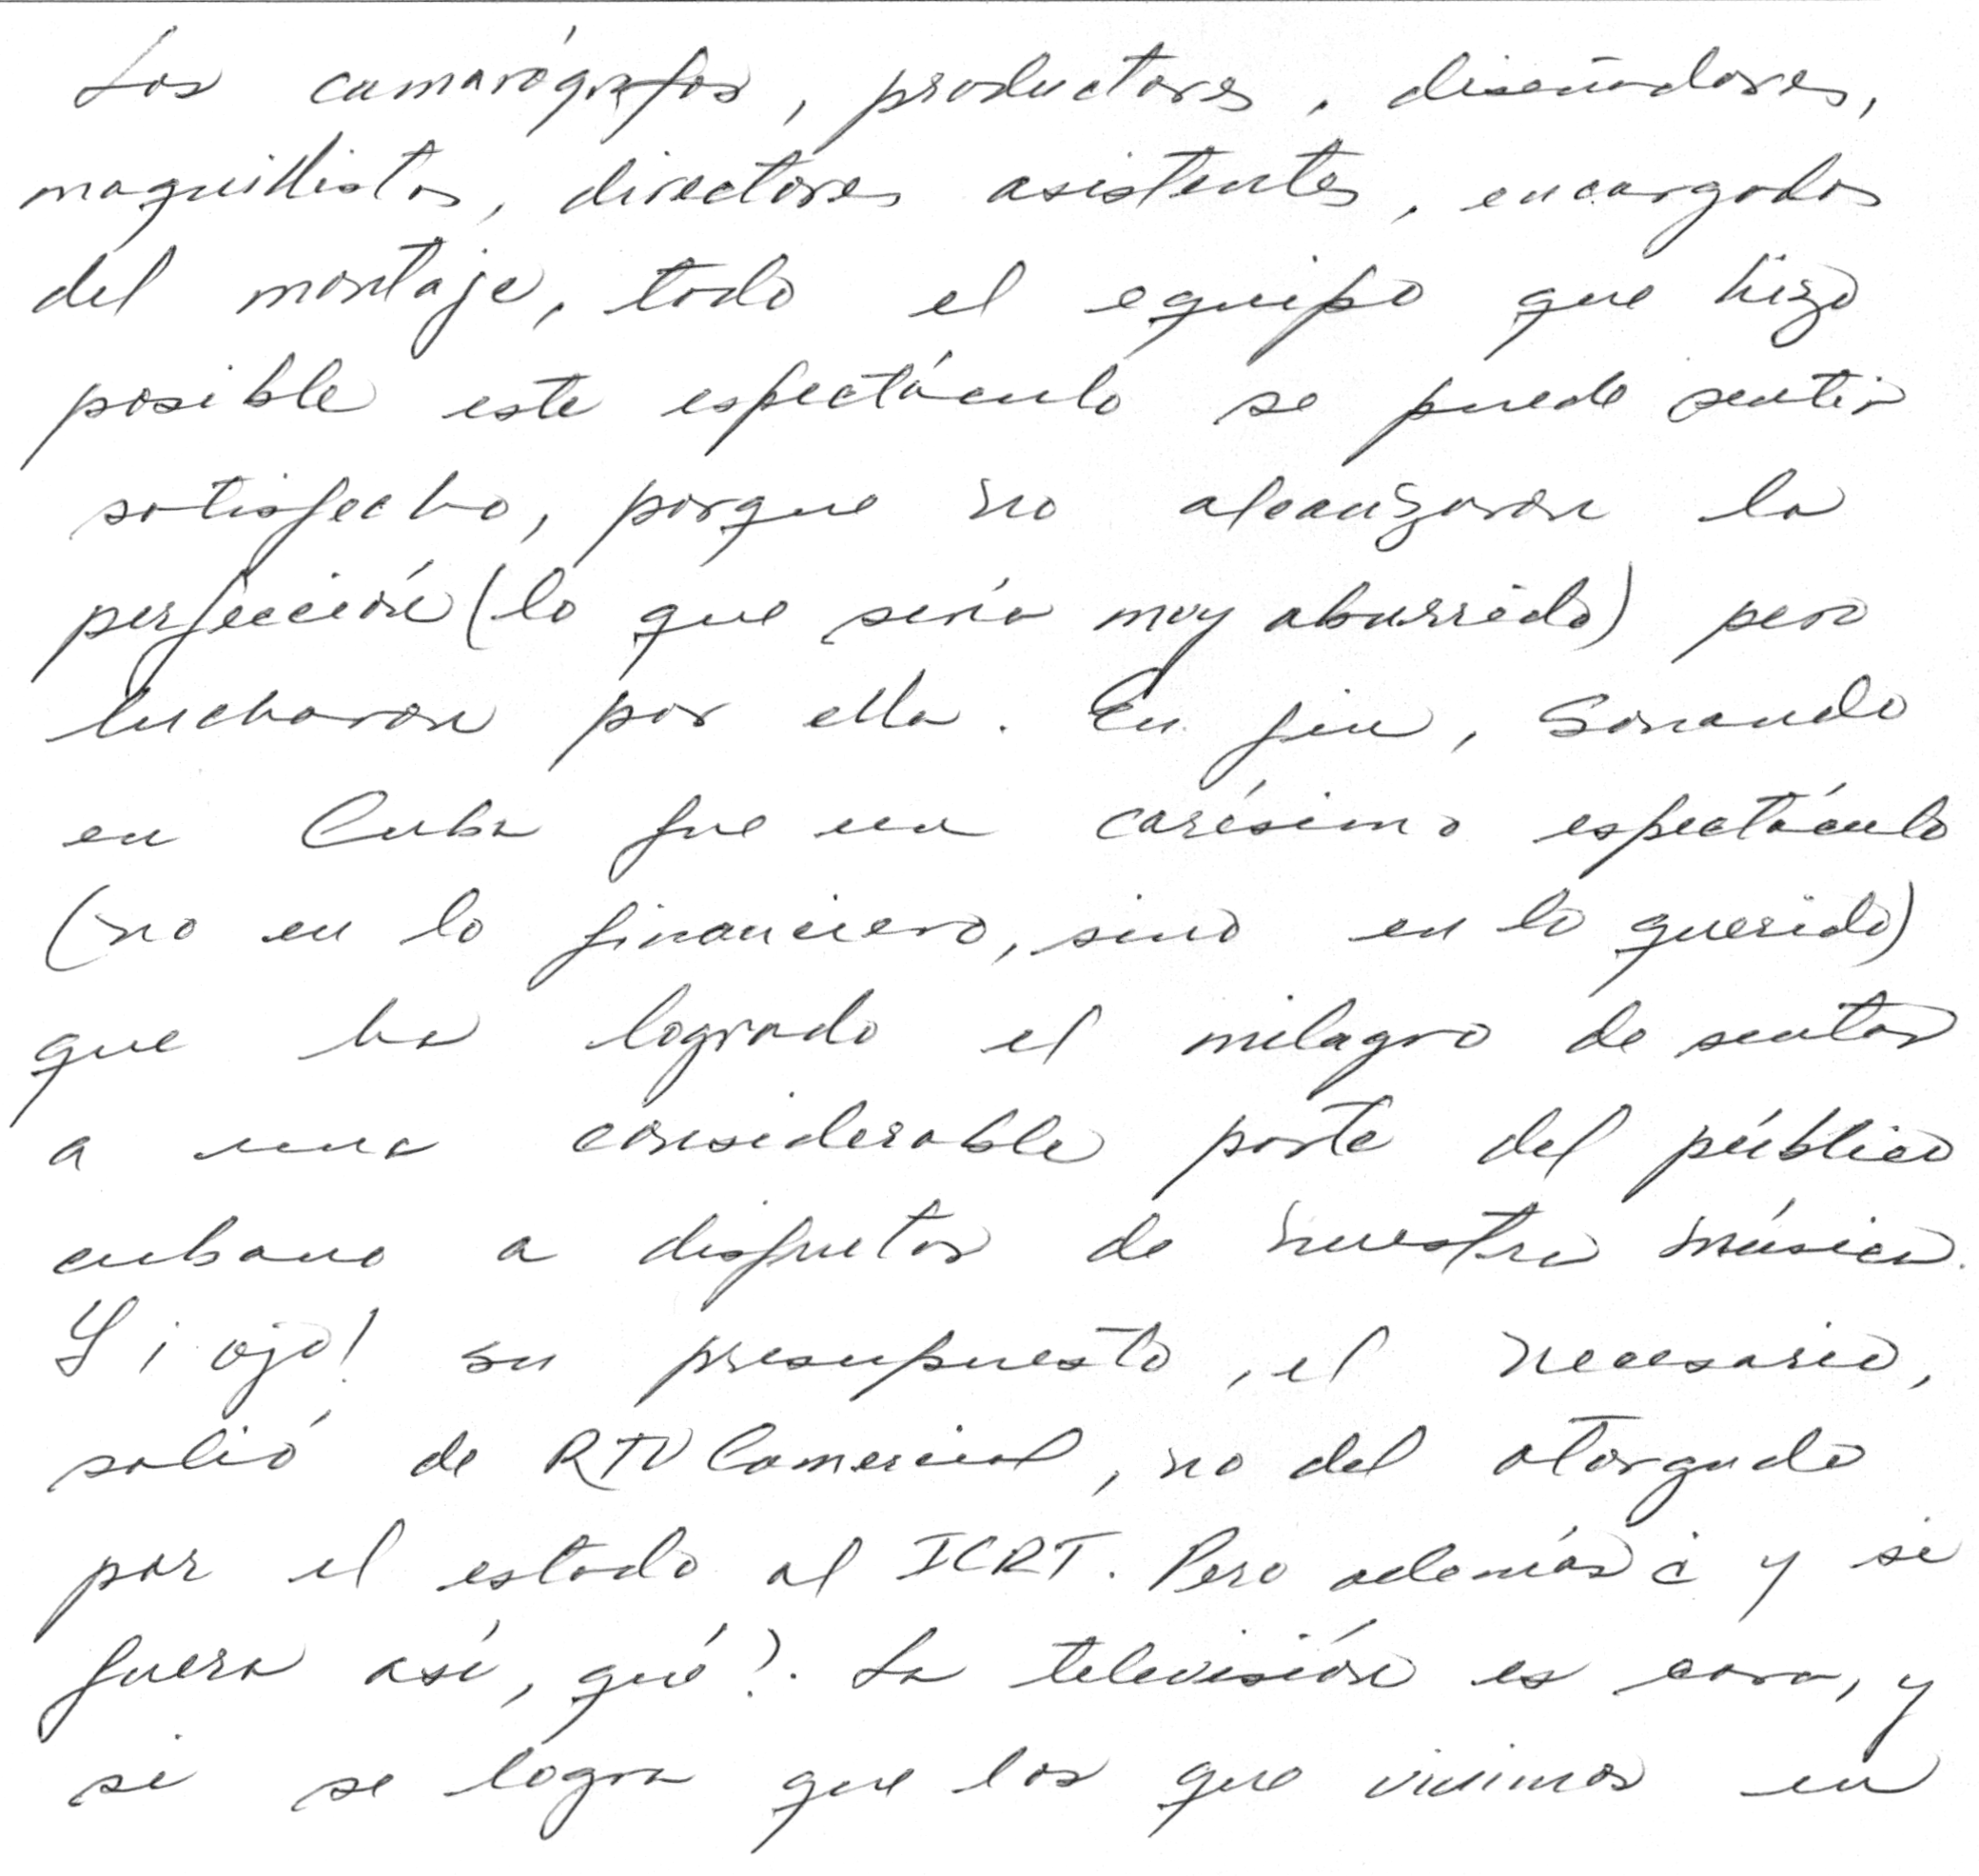 Los camarógrafos, productores, diseñadores,
maquillistas, directores asistentes, encargados
del montaje, todo el equipo que hizo
posible este espectáculo se puede sentir
satisfecho, porque no alcanzaron la
perfección (lo que sería muy aburrido) pero
lucharon por ella. En fin, Sonando
en Cuba fue un carísimo espectáculo
(no en lo financiero, sino en lo querido)
que ha logrado el milagro de sentar
a una considerable parte del público
cubano a disfrutar de nuestra música.
Y ¡ojo! su presupuesto, el necesario,
salió de RTV Comercial, no del otorgado
por el estado al ICRT. Pero además ¿y si
fuera así, qué?. La televisión es cara, y
si se logra que los que vivimos en